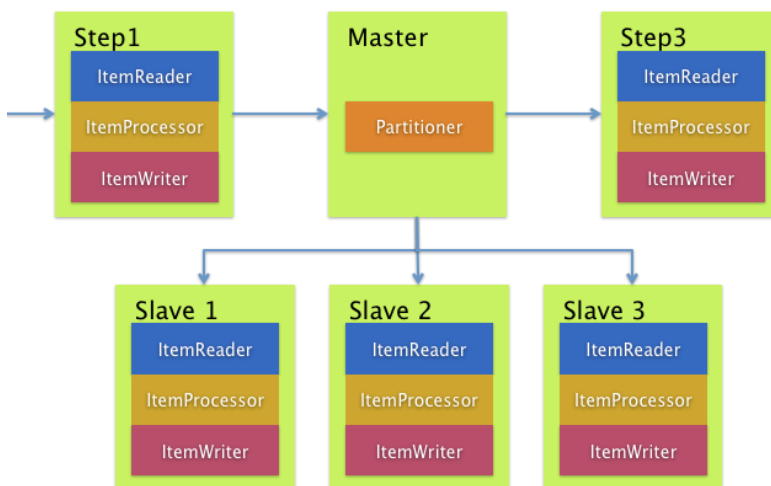 Step1
ItemReader
ItemProcessor
ItemWriter
Master
Partitioner
Step3
ItemReader
ItemProcessor
ItemWriter
Slave 1
ItemReader
ItemProcessor
ItemWriter
Slave 2
ItemReader
ItemProcessor
ItemWriter
Slave 3
ItemReader
ItemProcessor
ItemWriter